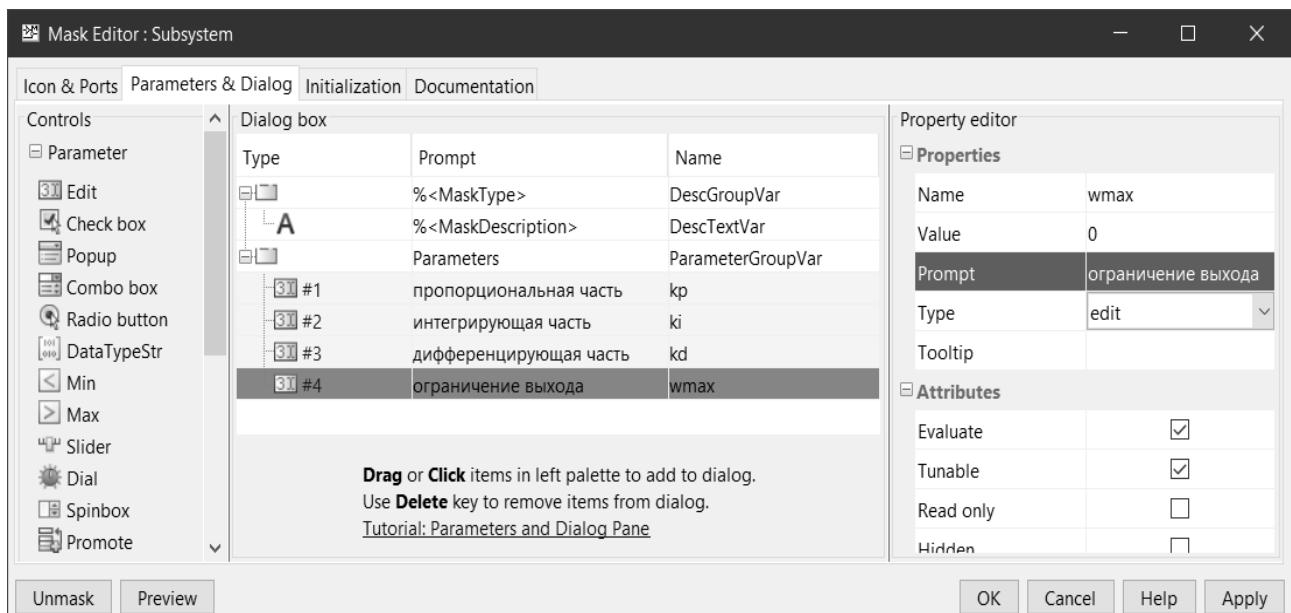 Mask Editor : Subsystem
Icon & Ports Parameters & Dialog Initialization Documentation
Controls
Parameter
Edit
Check box
Popup
Combo box
Radio button
DataTypeStr
Min
Max
Slider
Dial
Spinbox
Promote
Dialog box
Type Prompt Name
%<MaskType> DescGroupVar
A %<MaskDescription> DescTextVar
Parameters ParameterGroupVar
#1 пропорциональная часть kp
#2 интегрирующая часть ki
#3 дифференцирующая часть kd
#4 ограничение выхода wmax
Drag or Click items in left palette to add to dialog.
Use Delete key to remove items from dialog.
Tutorial: Parameters and Dialog Pane
Property editor
Properties
Name wmax
Value 0
Prompt ограничение выхода
Type edit
Tooltip
Attributes
Evaluate
Tunable
Read only
Hidden
Unmask Preview OK Cancel Help Apply